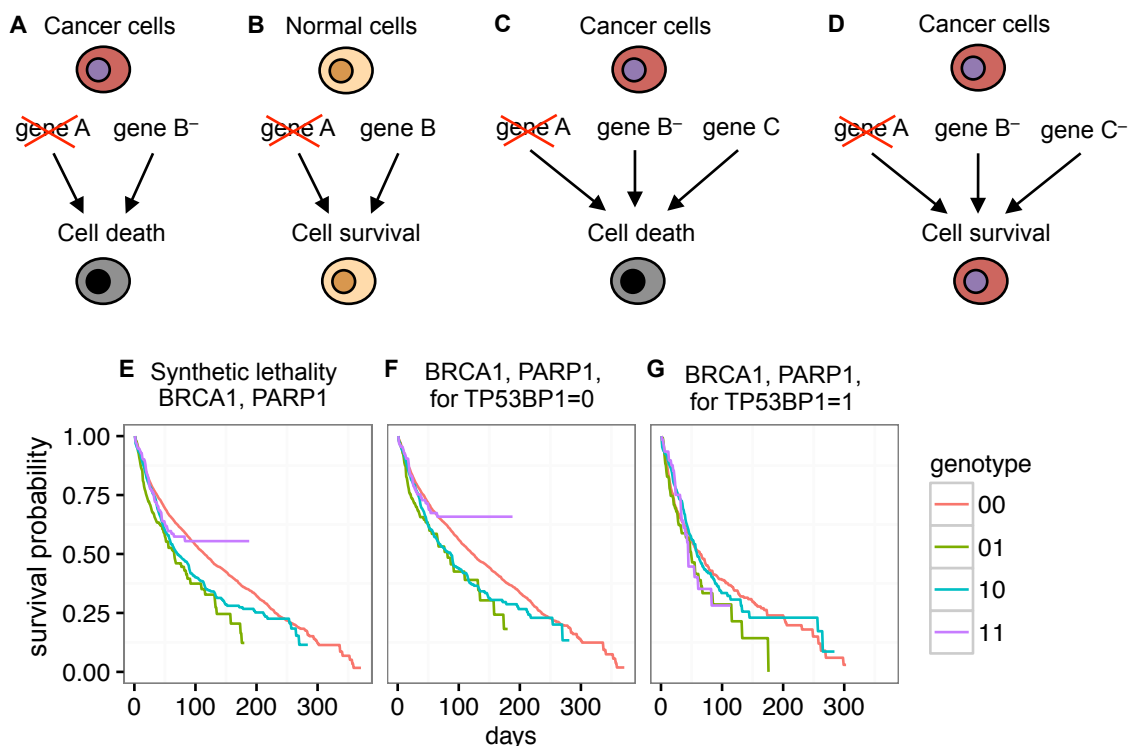 A Cancer cells
B Normal cells
C Cancer cells
D Cancer cells
gene A gene B⁻
gene A gene B
gene A gene B⁻ gene C
gene A gene B⁻ gene C⁻
Cell death
Cell survival
Cell death
Cell survival
E Synthetic lethality
BRCA1, PARP1
F BRCA1, PARP1,
for TP53BP1=0
G BRCA1, PARP1,
for TP53BP1=1
survival probability
1.00
0.75
0.50
0.25
0.00
0 100 200 300
0 100 200 300
0 100 200 300
days
genotype
00
01
10
11